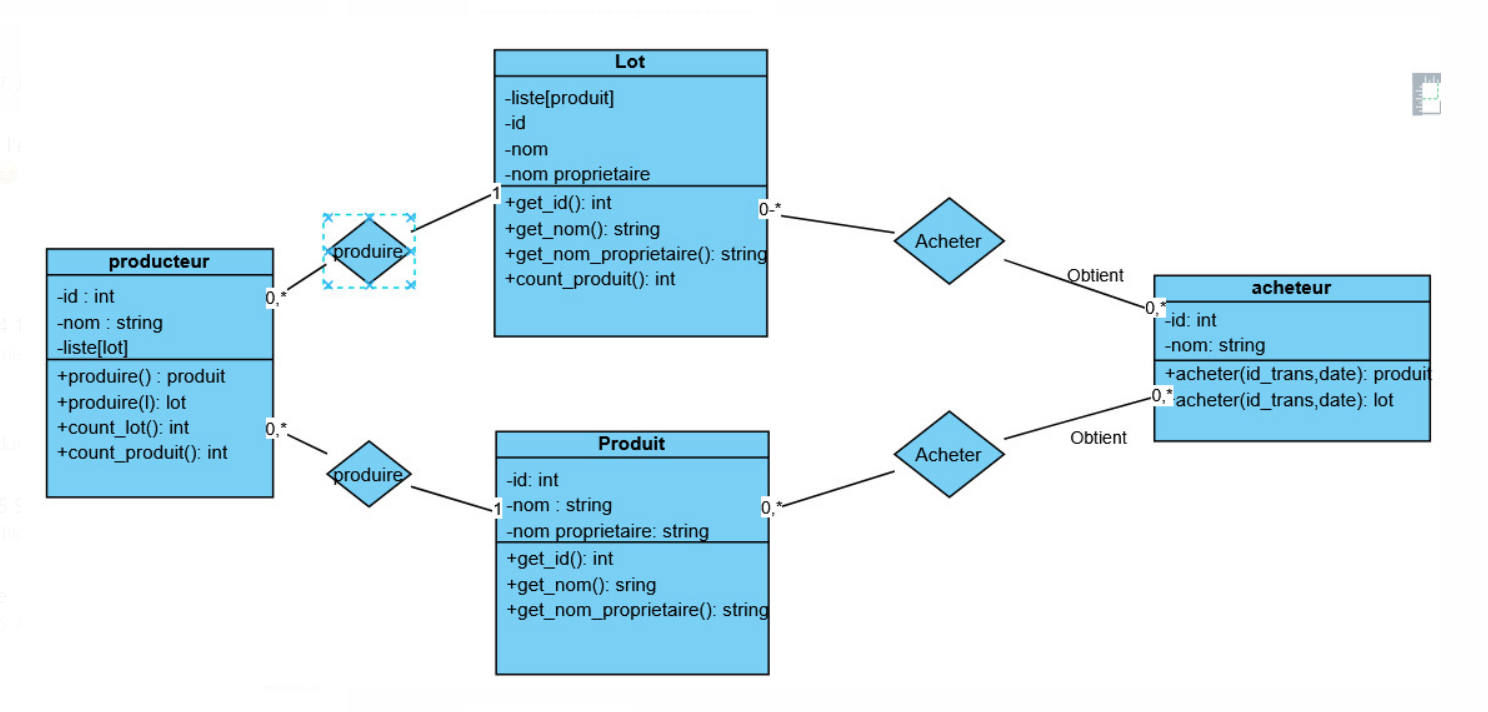 Lot
-liste[produit]
-id
-nom
-nom proprietaire
+get_id(): int
+get_nom(): string
+get_nom_proprietaire(): string
+count_produit(): int
1
0-*
produire
0,*
producteur
-id : int
-nom : string
-liste[lot]
+produire() : produit
+produire(l): lot
+count_lot(): int
+count_produit(): int
0,*
produire
1
Produit
-id: int
-nom : string
-nom proprietaire: string
+get_id(): int
+get_nom(): sring
+get_nom_proprietaire(): string
0,*
Acheter
Obtient
0,*
acheteur
-id: int
-nom: string
+acheter(id_trans,date): produit
acheter(id_trans,date): lot
0,*
Acheter
Obtient